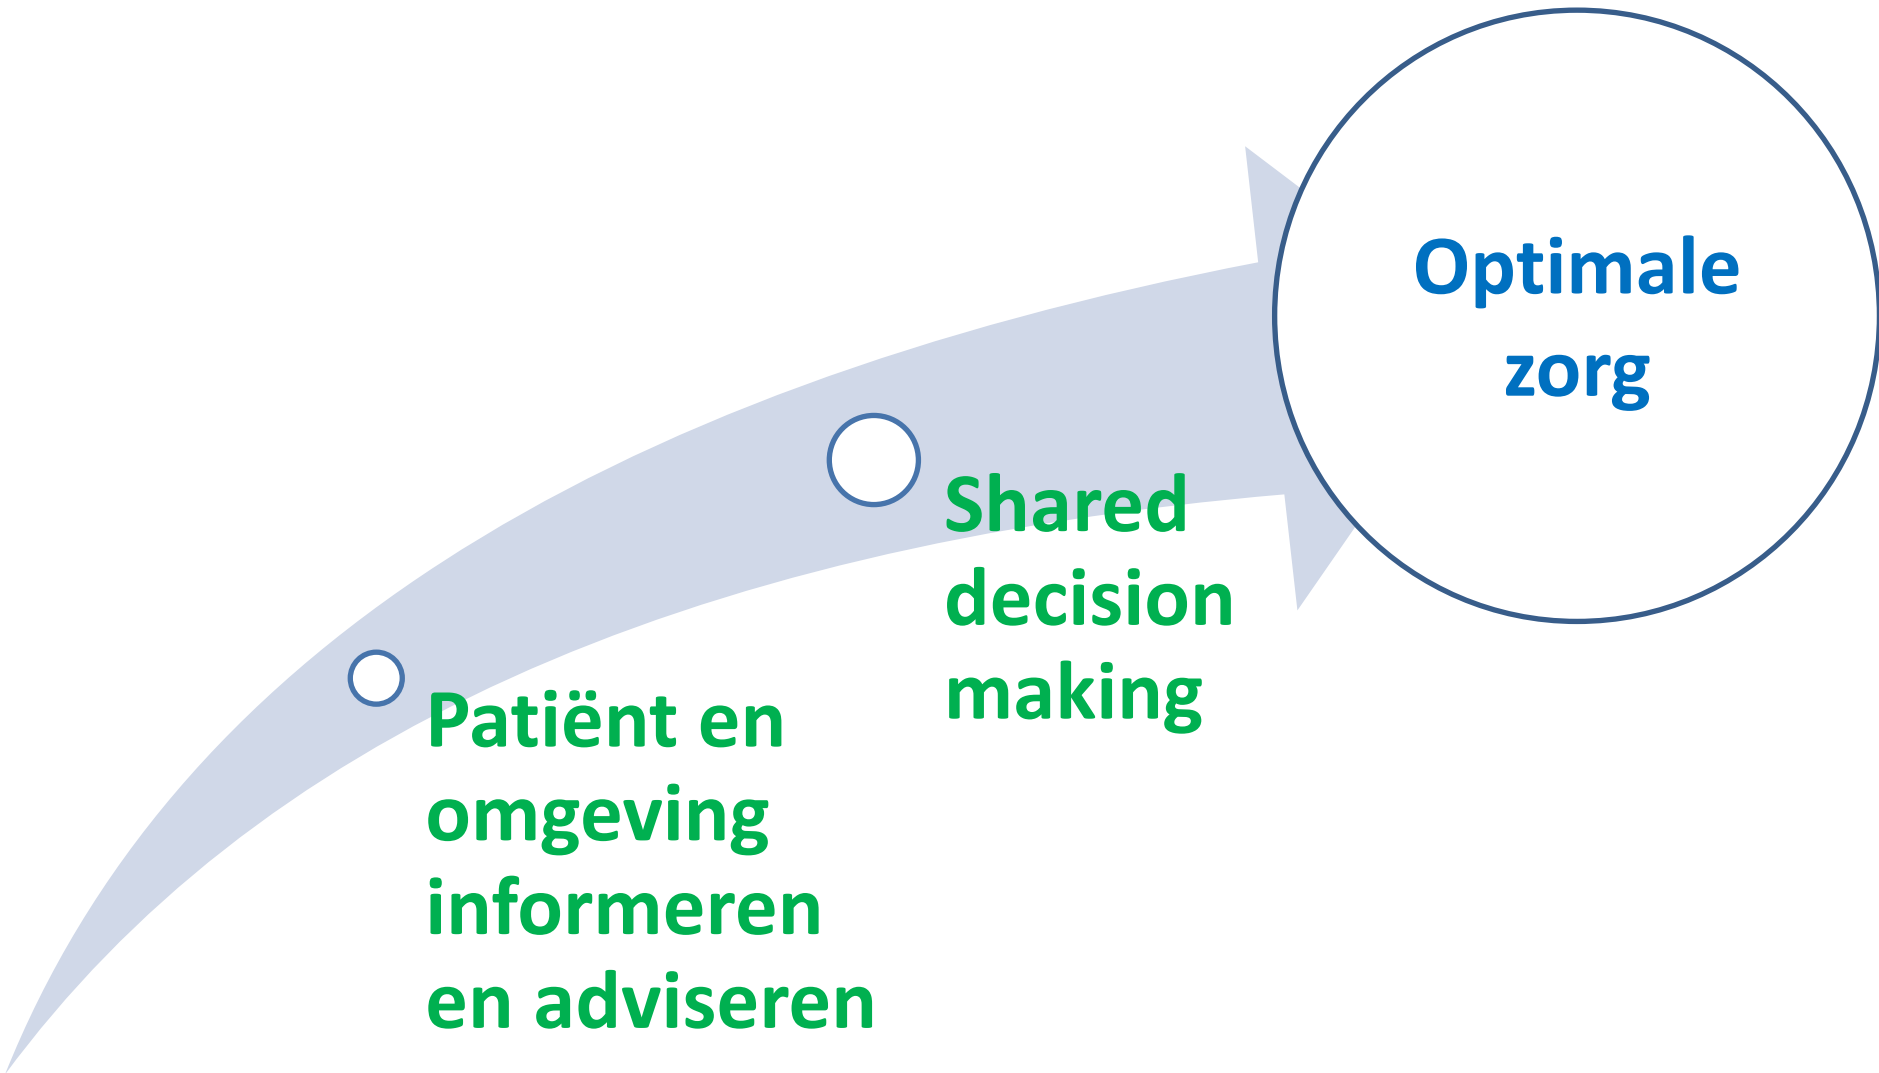 Optimale
zorg
Shared
decision
making
Patiënt en
omgeving
informeren
en adviseren